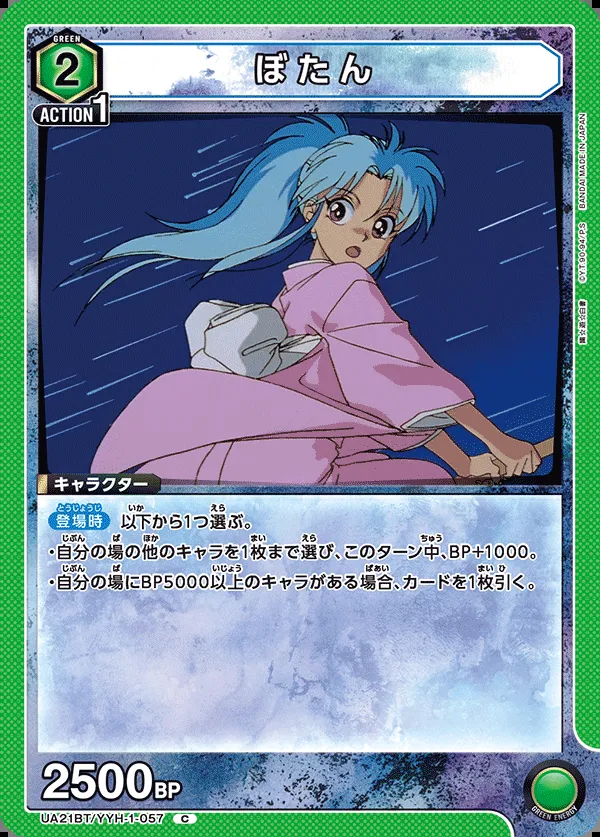 GREEN
2
ACTION 1
ぼたん
©Y.T.90-94/P.S BANDAI MADE IN JAPAN
キャラクター
登場時 以下から1つ選ぶ。
・自分の場の他のキャラを1枚まで選び、このターン中、BP+1000。
・自分の場にBP5000以上のキャラがある場合、カードを1枚引く。
2500BP
UA21BT/YYH-1-057 C
GREEN ENERGY